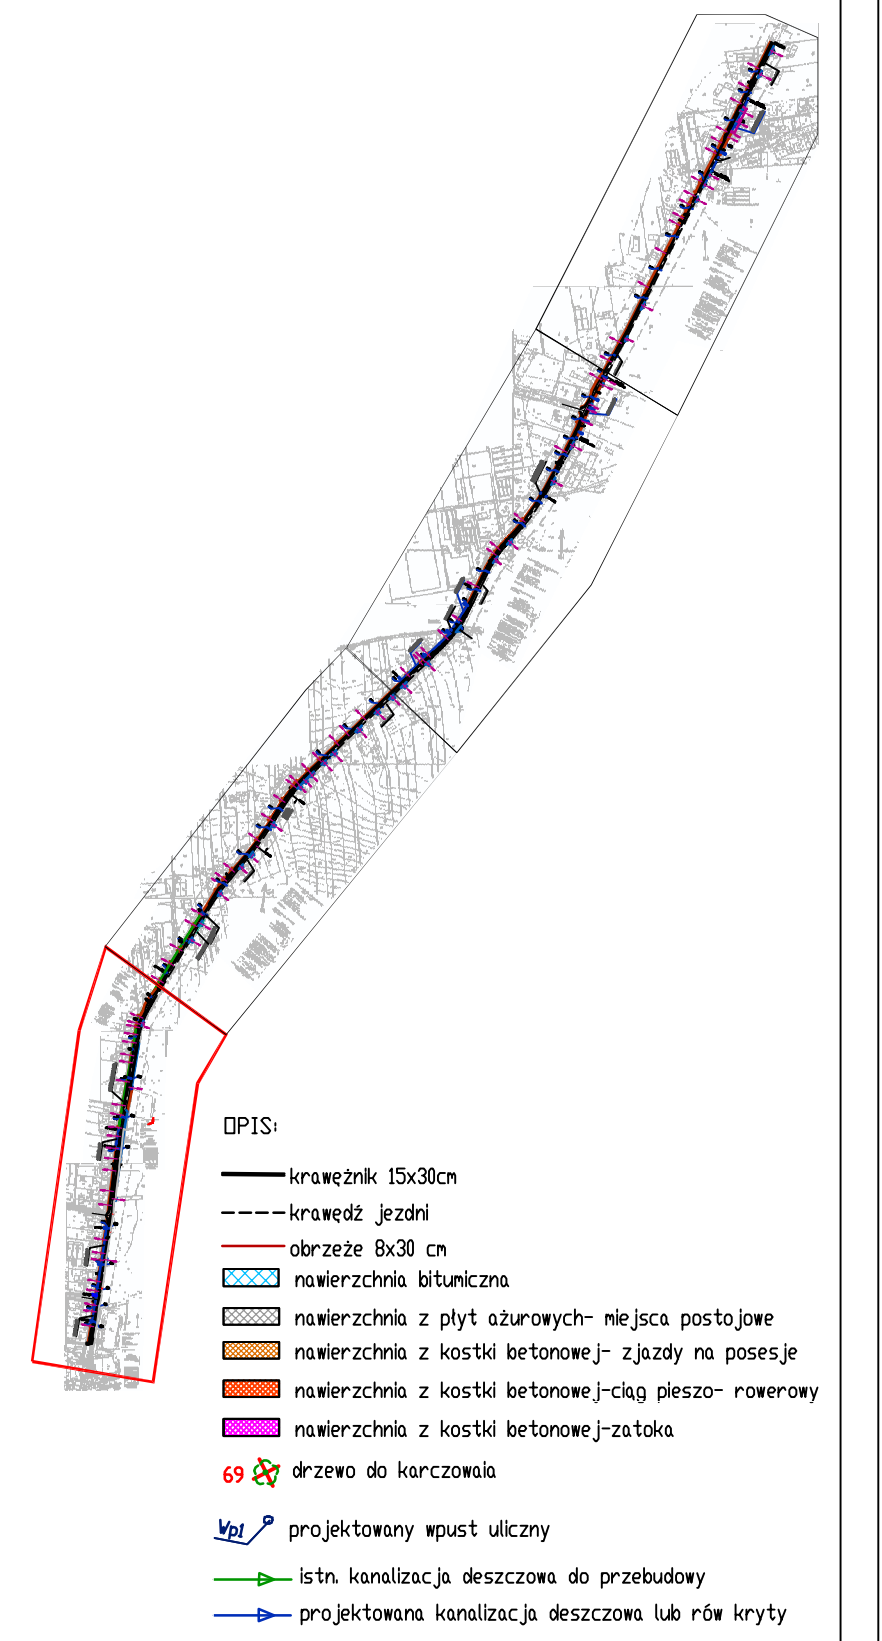 OPIS:
krawężnik 15x30cm
krawędź jezdni
obrzeże 8x30 cm
nawierzchnia bitumiczna
nawierzchnia z płyt ażurowych- miejsca postojowe
nawierzchnia z kostki betonowej- zjazdy na posesje
nawierzchnia z kostki betonowej-ciąg pieszo- rowerowy
nawierzchnia z kostki betonowej-zatoka
69 drzewo do karczowaia
Wp1 projektowany wpust uliczny
istn. kanalizacja deszczowa do przebudowy
projektowana kanalizacja deszczowa lub rów kryty